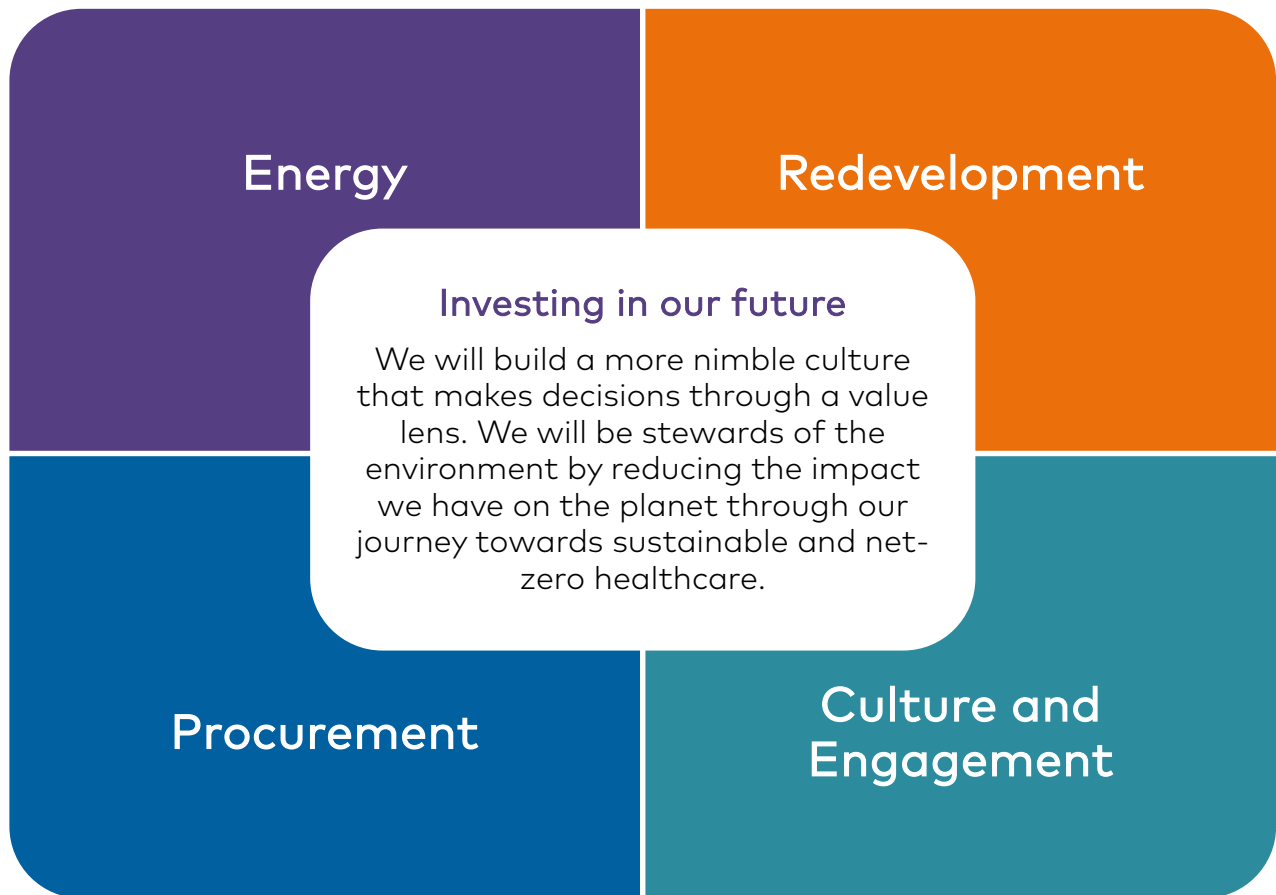 Energy
Redevelopment
Investing in our future
We will build a more nimble culture
that makes decisions through a value
lens. We will be stewards of the
environment by reducing the impact
we have on the planet through our
journey towards sustainable and net-
zero healthcare.
Procurement
Culture and
Engagement